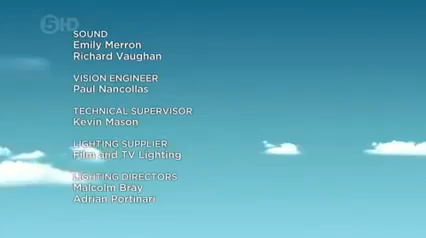 5HD
SOUND
Emily Merron
Richard Vaughan
VISION ENGINEER
Paul Nancollas
TECHNICAL SUPERVISOR
Kevin Mason
LIGHTING SUPPLIER
Film and TV Lighting
LIGHTING DIRECTORS
Malcolm Bray
Adrian Portinari